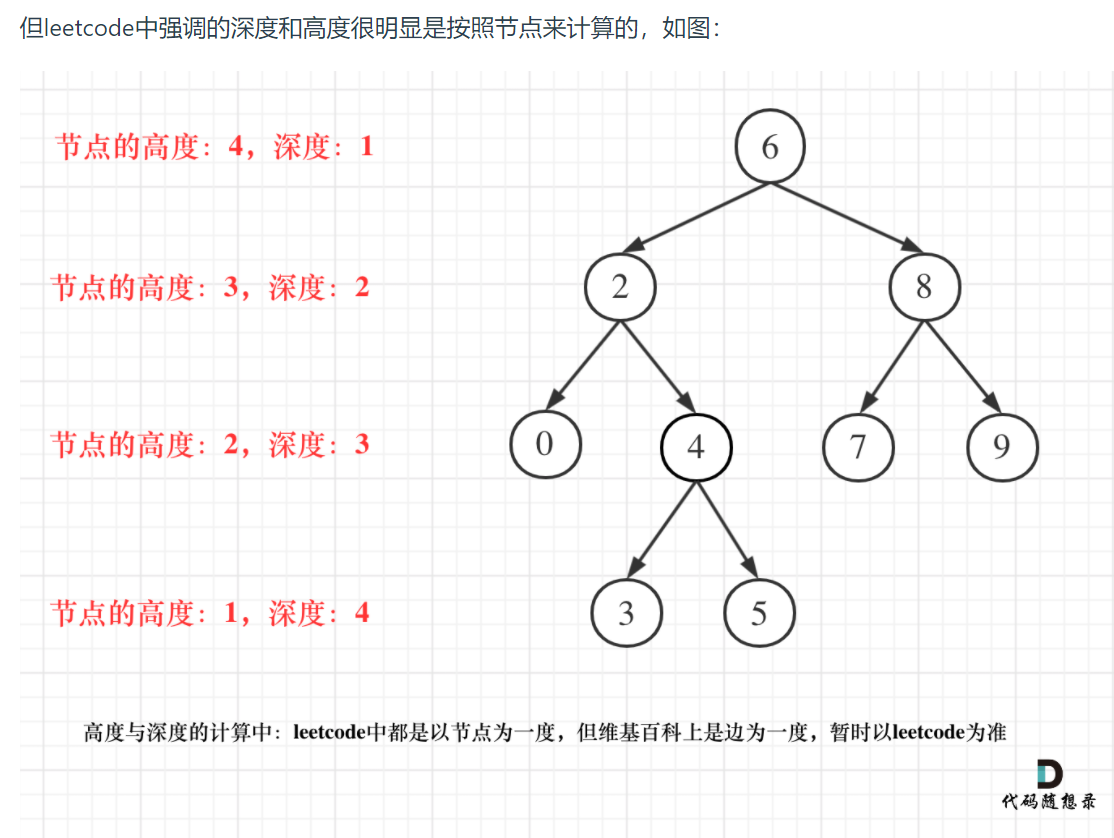 但leetcode中强调的深度和高度很明显是按照节点来计算的，如图：
节点的高度：4，深度：1
6
节点的高度：3，深度：2
2
8
节点的高度：2，深度：3
0
4
7
9
节点的高度：1，深度：4
3
5
高度与深度的计算中：leetcode中都是以节点为一度，但维基百科上是边为一度，暂时以leetcode为准
D
代码随想录